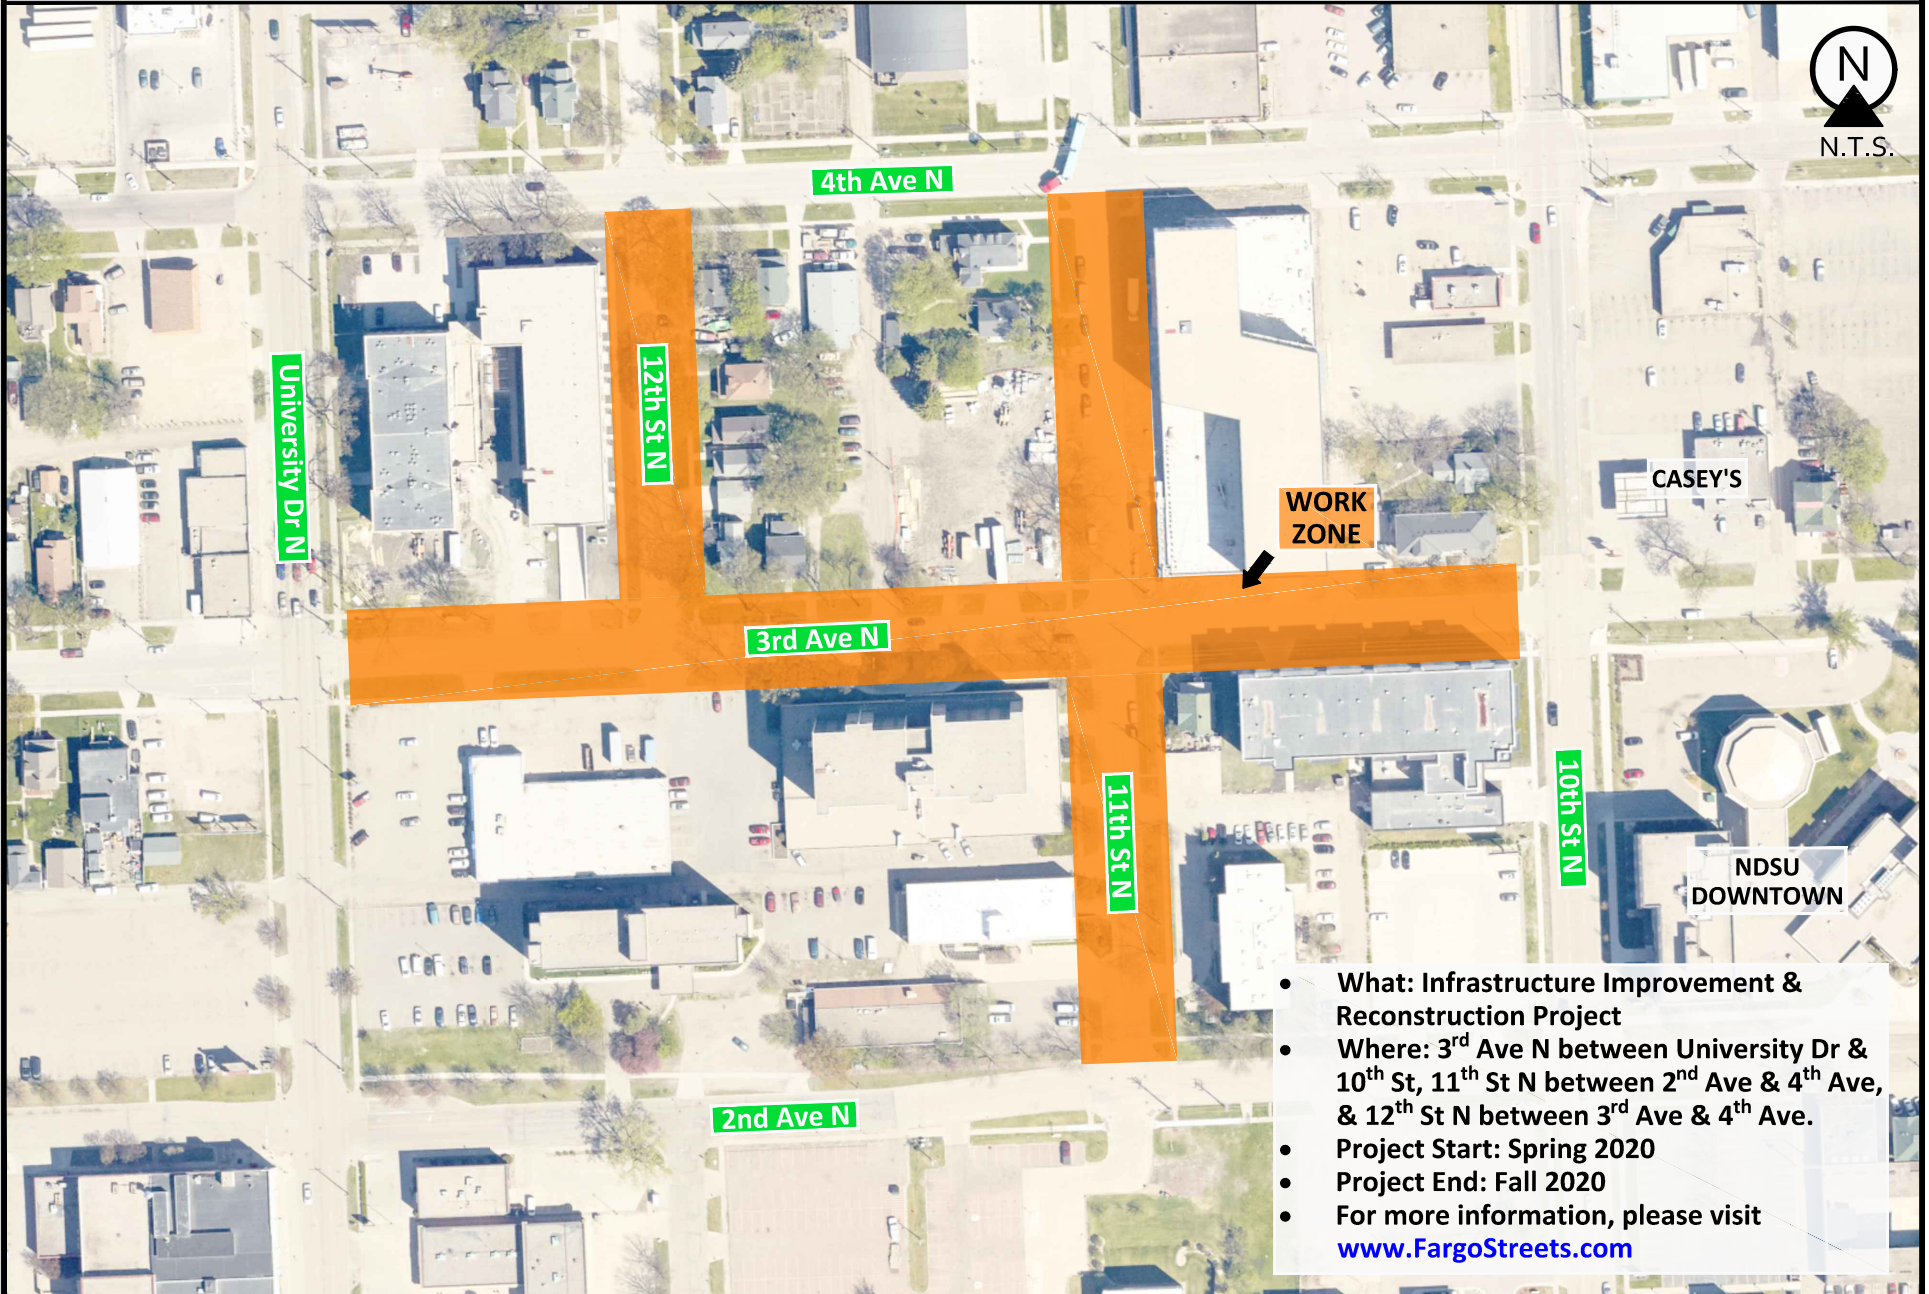 N
N.T.S.
4th Ave N
12th St N
University Dr N
CASEY'S
WORK
ZONE
3rd Ave N
11th St N
10th St N
NDSU
DOWNTOWN
2nd Ave N
• What: Infrastructure Improvement &
Reconstruction Project
• Where: 3rd Ave N between University Dr &
10th St, 11th St N between 2nd Ave & 4th Ave,
& 12th St N between 3rd Ave & 4th Ave.
• Project Start: Spring 2020
• Project End: Fall 2020
• For more information, please visit
www.FargoStreets.com